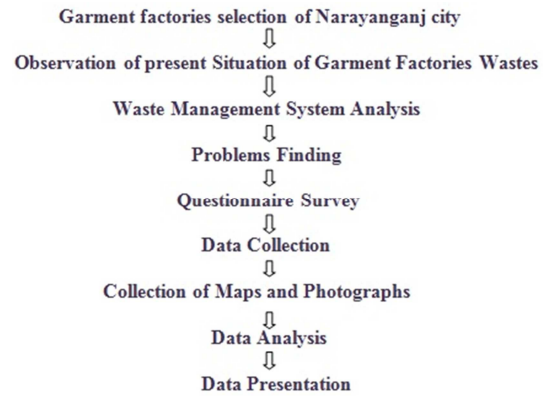 Garment factories selection of Narayanganj city
Observation of present Situation of Garment Factories Wastes
Waste Management System Analysis
Problems Finding
Questionnaire Survey
Data Collection
Collection of Maps and Photographs
Data Analysis
Data Presentation